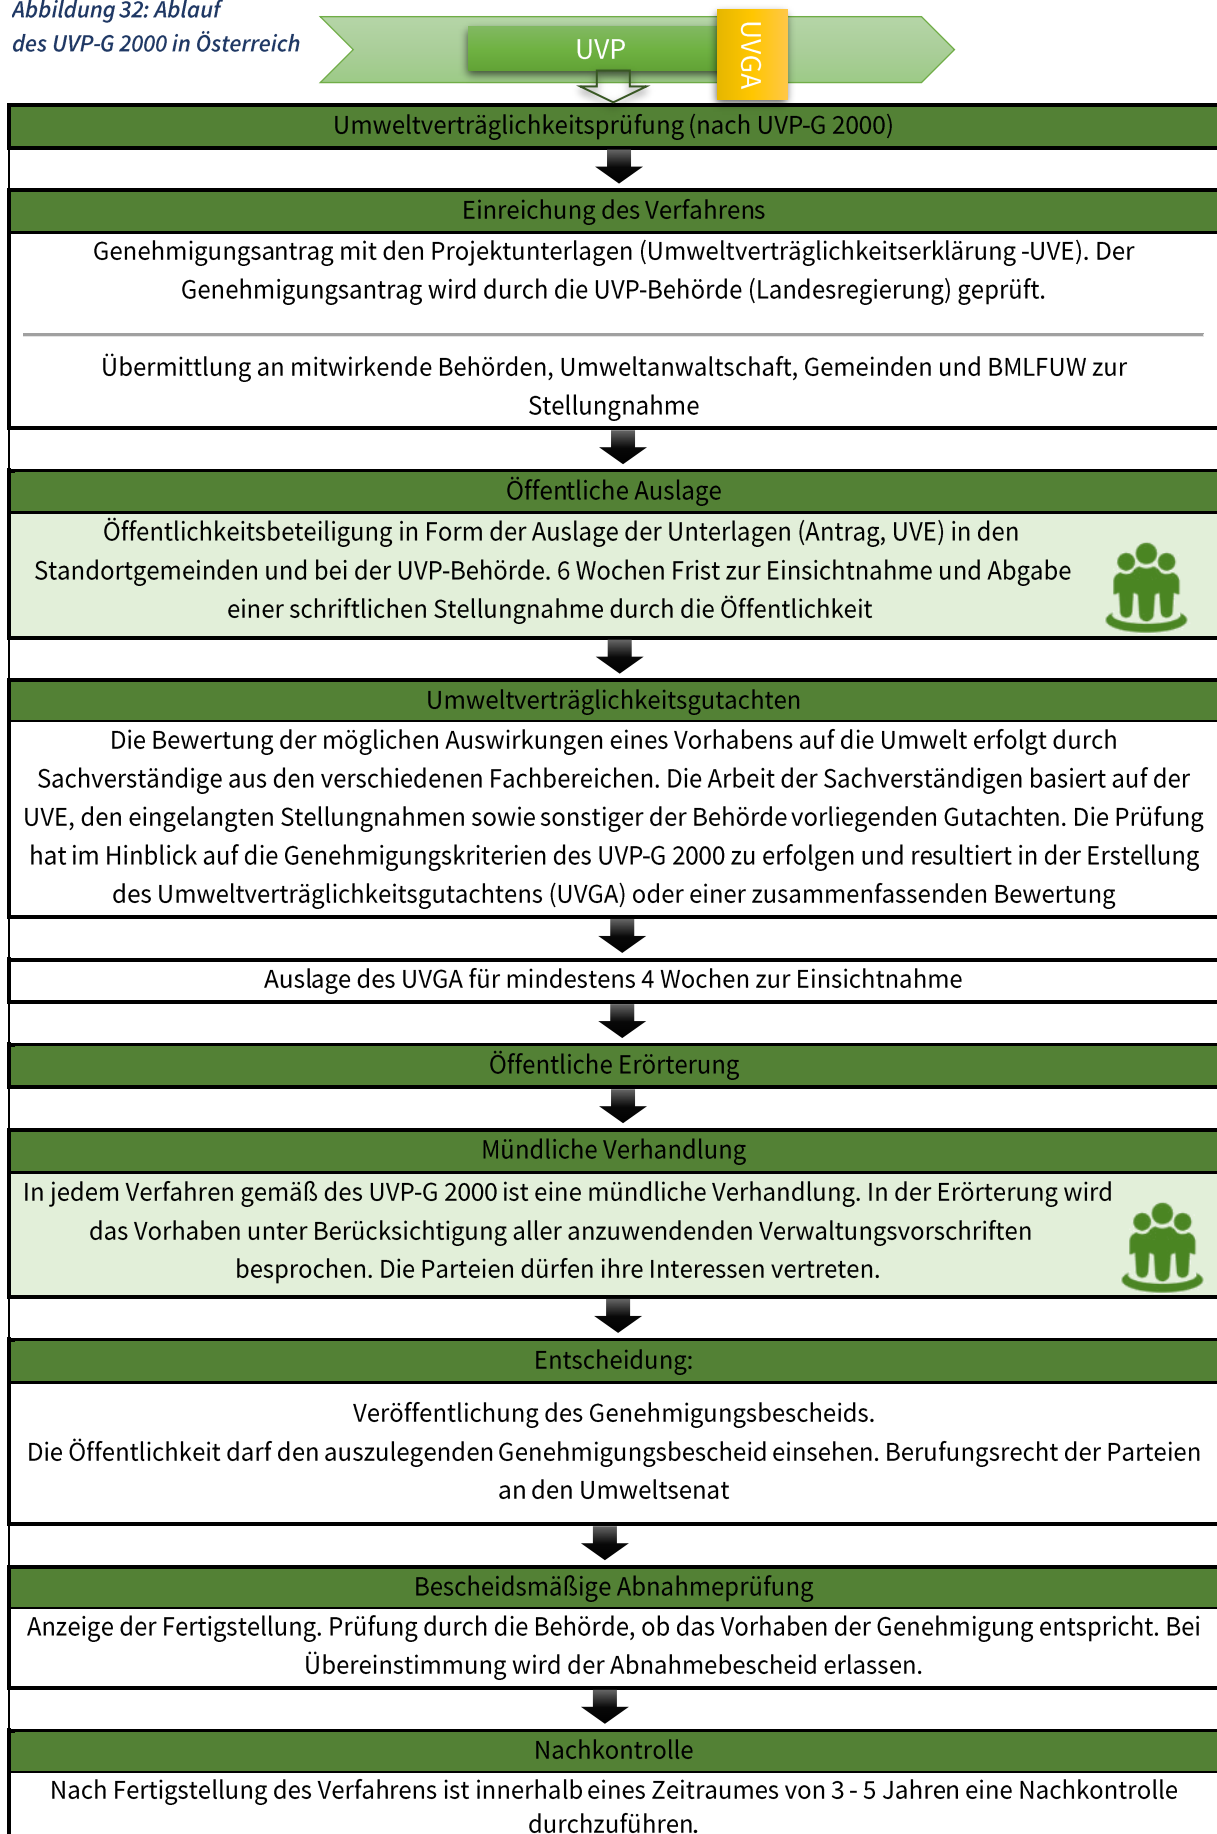 Abbildung 32: Ablauf
des UVP-G 2000 in Österreich
UVP
UVGA
Umweltverträglichkeitsprüfung (nach UVP-G 2000)
Einreichung des Verfahrens
Genehmigungsantrag mit den Projektunterlagen (Umweltverträglichkeitserklärung -UVE). Der
Genehmigungsantrag wird durch die UVP-Behörde (Landesregierung) geprüft.
Übermittlung an mitwirkende Behörden, Umweltanwaltschaft, Gemeinden und BMLFUW zur
Stellungnahme
Öffentliche Auslage
Öffentlichkeitsbeteiligung in Form der Auslage der Unterlagen (Antrag, UVE) in den
Standortgemeinden und bei der UVP-Behörde. 6 Wochen Frist zur Einsichtnahme und Abgabe
einer schriftlichen Stellungnahme durch die Öffentlichkeit
Umweltverträglichkeitsgutachten
Die Bewertung der möglichen Auswirkungen eines Vorhabens auf die Umwelt erfolgt durch
Sachverständige aus den verschiedenen Fachbereichen. Die Arbeit der Sachverständigen basiert auf der
UVE, den eingelangten Stellungnahmen sowie sonstiger der Behörde vorliegenden Gutachten. Die Prüfung
hat im Hinblick auf die Genehmigungskriterien des UVP-G 2000 zu erfolgen und resultiert in der Erstellung
des Umweltverträglichkeitsgutachtens (UVGA) oder einer zusammenfassenden Bewertung
Auslage des UVGA für mindestens 4 Wochen zur Einsichtnahme
Öffentliche Erörterung
Mündliche Verhandlung
In jedem Verfahren gemäß des UVP-G 2000 ist eine mündliche Verhandlung. In der Erörterung wird
das Vorhaben unter Berücksichtigung aller anzuwendenden Verwaltungsvorschriften
besprochen. Die Parteien dürfen ihre Interessen vertreten.
Entscheidung:
Veröffentlichung des Genehmigungsbescheids.
Die Öffentlichkeit darf den auszulegenden Genehmigungsbescheid einsehen. Berufungsrecht der Parteien
an den Umweltsenat
Bescheidsmäßige Abnahmeprüfung
Anzeige der Fertigstellung. Prüfung durch die Behörde, ob das Vorhaben der Genehmigung entspricht. Bei
Übereinstimmung wird der Abnahmebescheid erlassen.
Nachkontrolle
Nach Fertigstellung des Verfahrens ist innerhalb eines Zeitraumes von 3 - 5 Jahren eine Nachkontrolle
durchzuführen.